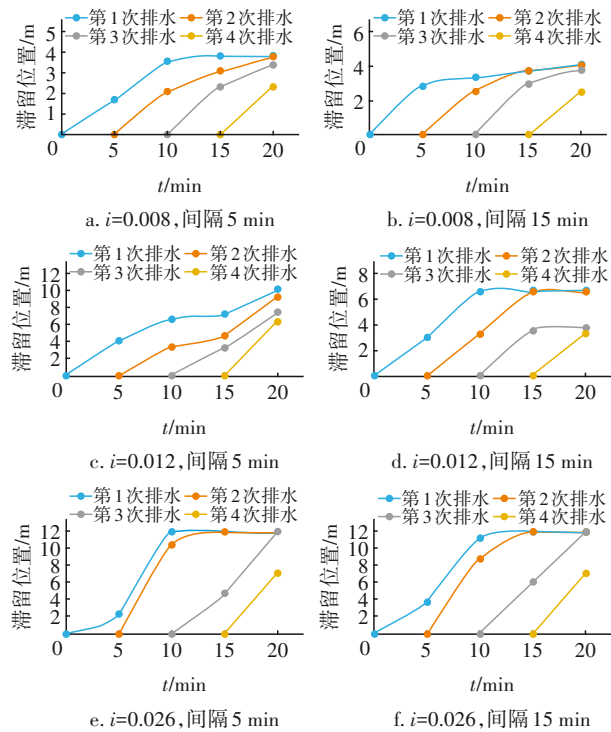 第1次排水 第2次排水
第3次排水 第4次排水
滞留位置/m
5
4
3
2
1
0
5 10 15 20
t/min
a. i=0.008,间隔5 min
第1次排水 第2次排水
第3次排水 第4次排水
滞留位置/m
6
4
2
0
5 10 15 20
t/min
b. i=0.008,间隔15 min
第1次排水 第2次排水
第3次排水 第4次排水
滞留位置/m
12
10
8
6
4
2
0
5 10 15 20
t/min
c. i=0.012,间隔5 min
第1次排水 第2次排水
第3次排水 第4次排水
滞留位置/m
8
6
4
2
0
5 10 15 20
t/min
d. i=0.012,间隔15 min
第1次排水 第2次排水
第3次排水 第4次排水
滞留位置/m
12
10
8
6
4
2
0
5 10 15 20
t/min
e. i=0.026,间隔5 min
第1次排水 第2次排水
第3次排水 第4次排水
滞留位置/m
12
10
8
6
4
2
0
5 10 15 20
t/min
f. i=0.026,间隔15 min